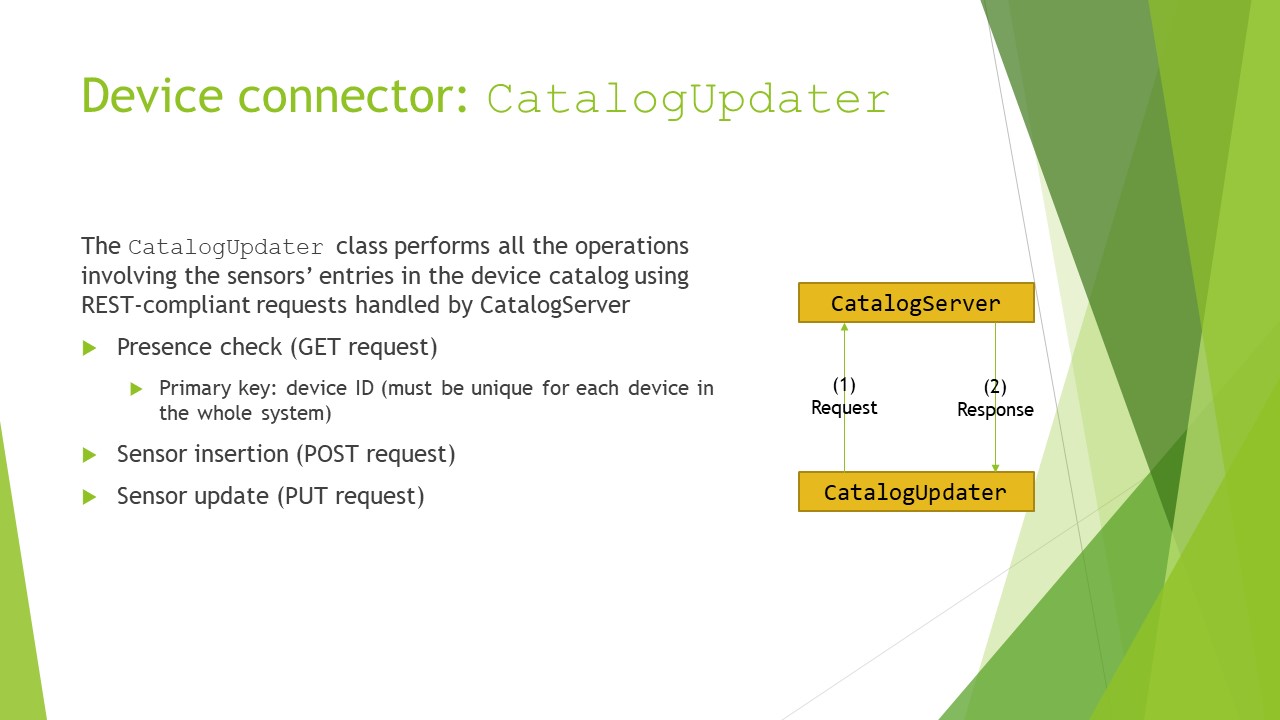 Device connector: CatalogUpdater
The CatalogUpdater class performs all the operations
involving the sensors’ entries in the device catalog using
REST-compliant requests handled by CatalogServer
Presence check (GET request)
Primary key: device ID (must be unique for each device in
the whole system)
Sensor insertion (POST request)
Sensor update (PUT request)
CatalogServer
(1)
Request
(2)
Response
CatalogUpdater